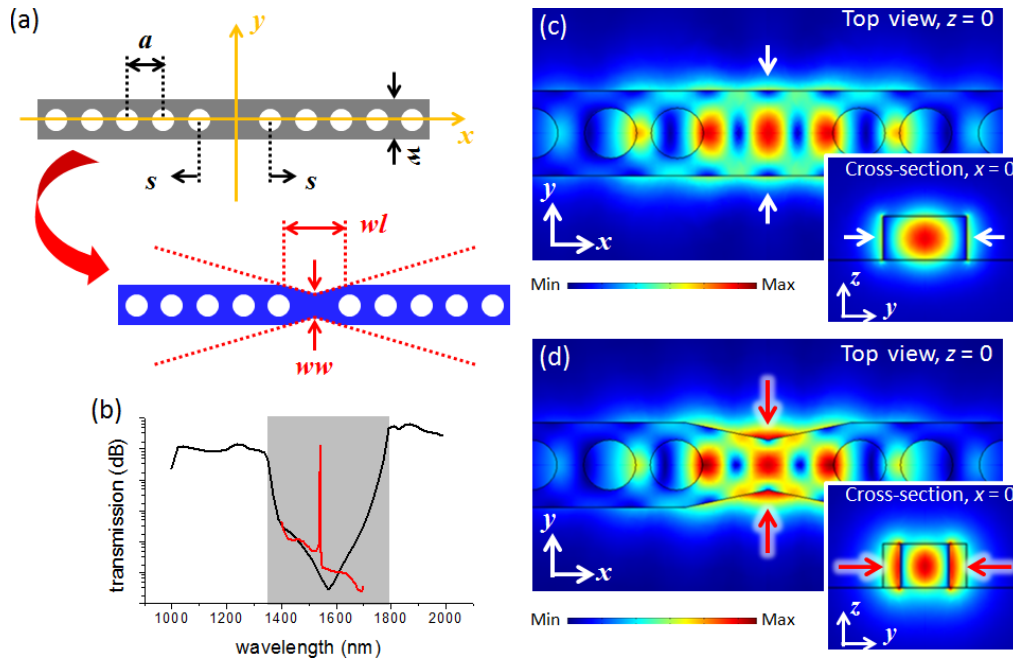 (a)
y
a
x
w
s
s
wl
ww
(b)
transmission (dB)
1000 1200 1400 1600 1800 2000
wavelength (nm)
(c)
Top view, z = 0
Cross-section, x = 0
y
x
z
y
Min Max
(d)
Top view, z = 0
Cross-section, x = 0
y
x
z
y
Min Max